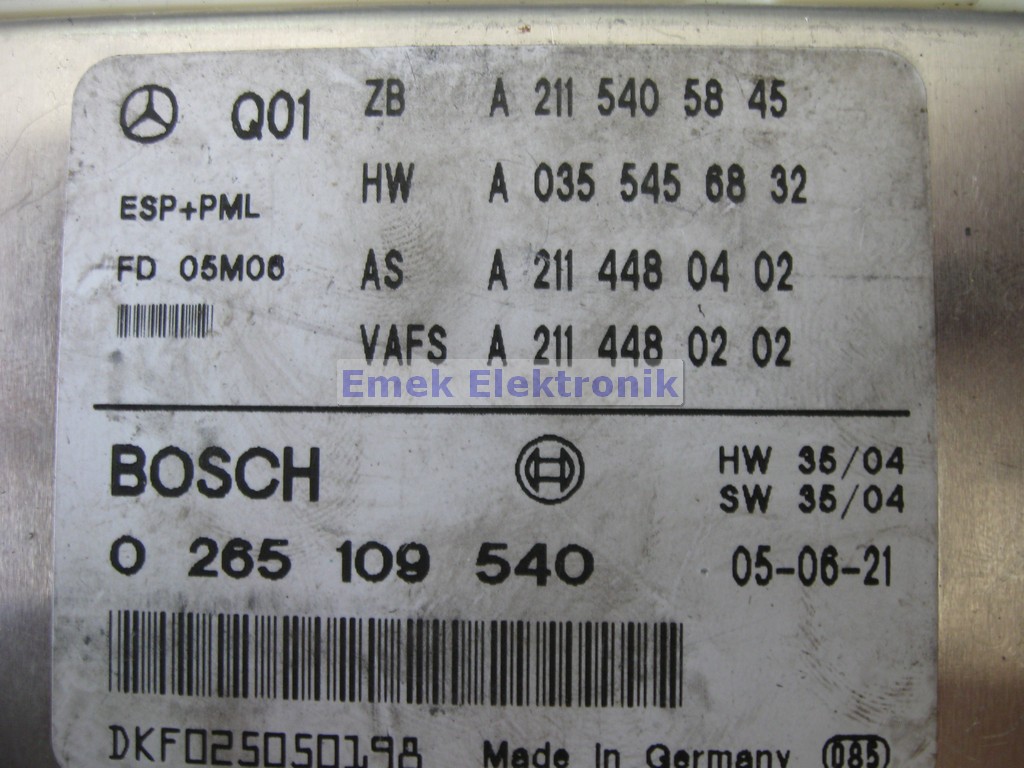 Q01 ZB A 211 540 58 45
HW A 035 545 68 32
ESP+PML
FD 05M06
AS A 211 448 04 02
VAFS A 211 448 02 02
Emek Elektronik
BOSCH
HW 35/04
SW 35/04
0 265 109 540
05-06-21
DKF025050198
Made In Germany 085